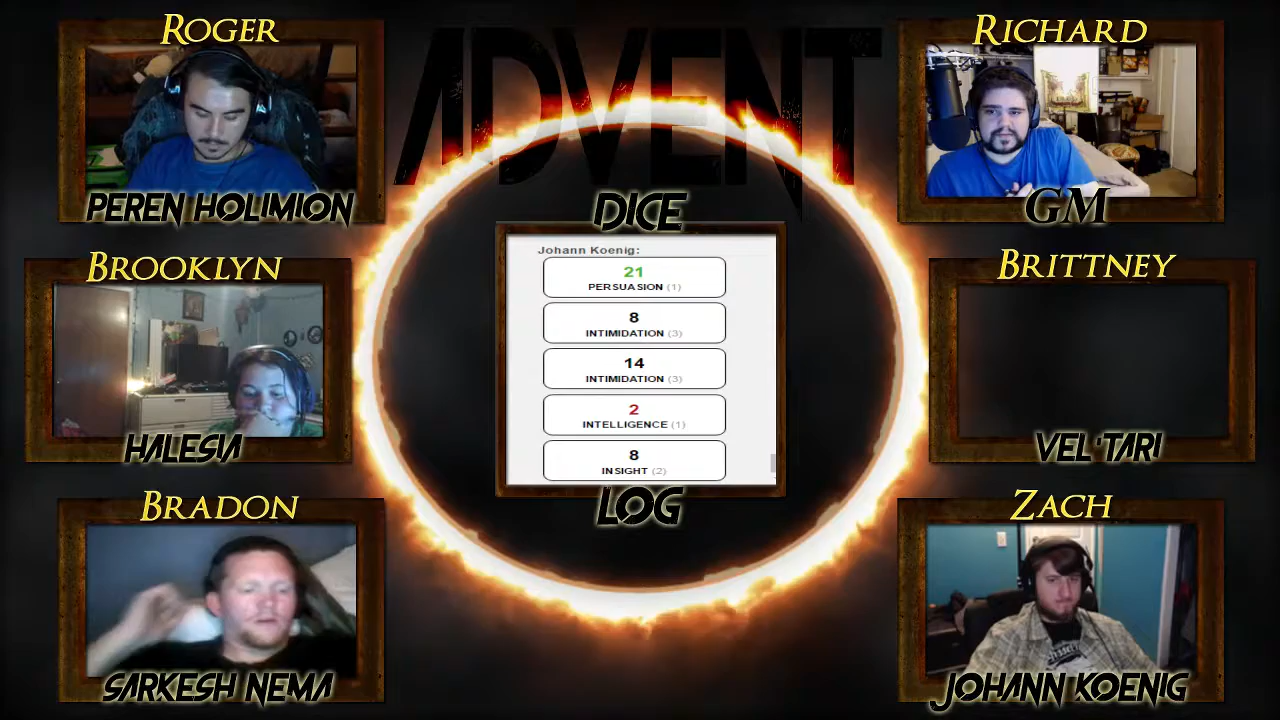 ADVENT
ROGER
PEREN HOLIMION
RICHARD
GM
BROOKLYN
HALESIA
BRITTNEY
VEL'TARI
BRADON
SARKESH NEMA
ZACH
JOHANN KOENIG
DICE
Johann Koenig:
21
PERSUASION (1)
8
INTIMIDATION (3)
14
INTIMIDATION (3)
2
INTELLIGENCE (1)
8
INSIGHT (2)
LOG